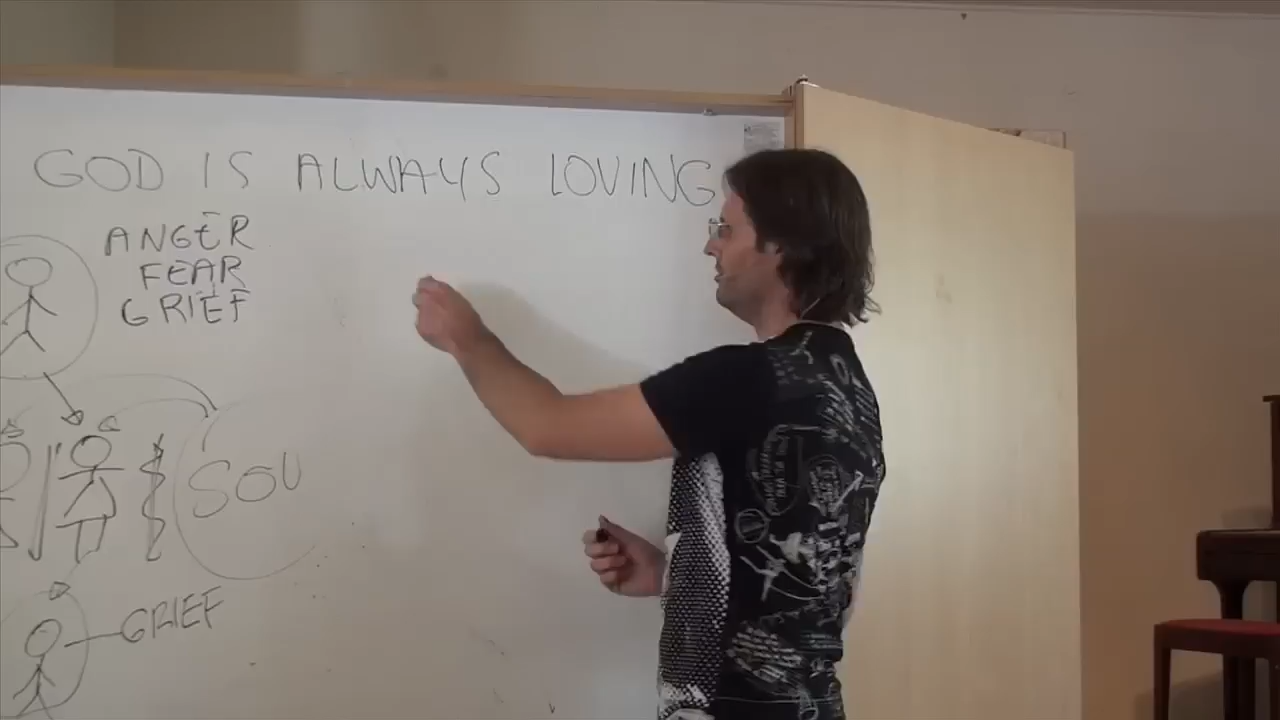 GOD IS ALWAYS LOVING
ANGER
FEAR
GRIEF
SOU
GRIEF